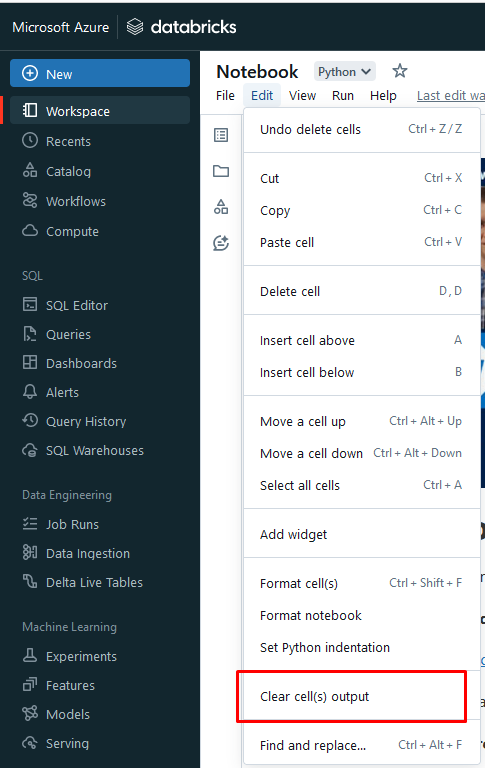 Microsoft Azure databricks
New
Workspace
Recents
Catalog
Workflows
Compute
SQL
SQL Editor
Queries
Dashboards
Alerts
Query History
SQL Warehouses
Data Engineering
Job Runs
Data Ingestion
Delta Live Tables
Machine Learning
Experiments
Features
Models
Serving
Notebook Python
File Edit View Run Help Last edit wa
Undo delete cells Ctrl + Z / Z
Cut Ctrl + X
Copy Ctrl + C
Paste cell Ctrl + V
Delete cell D , D
Insert cell above A
Insert cell below B
Move a cell up Ctrl + Alt + Up
Move a cell down Ctrl + Alt + Down
Select all cells Ctrl + A
Add widget
Format cell(s) Ctrl + Shift + F
Format notebook
Set Python indentation
Clear cell(s) output
Find and replace... Ctrl + Alt + F